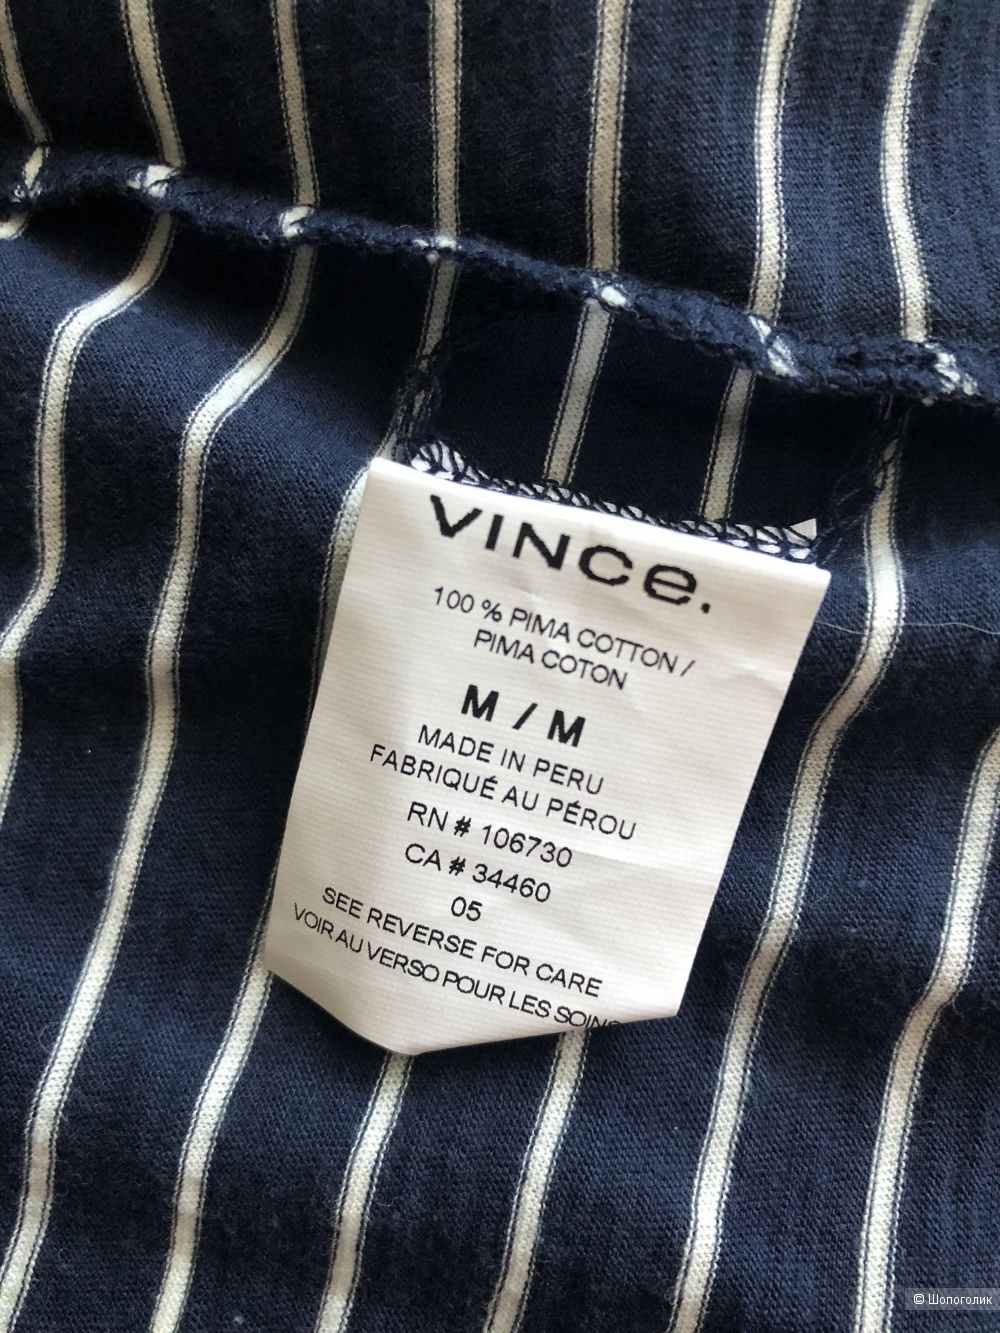 VINCe.
100 % PIMA COTTON /
PIMA COTON
M / M
MADE IN PERU
FABRIQUÉ AU PÉROU
RN # 106730
CA # 34460
05
SEE REVERSE FOR CARE
VOIR AU VERSO POUR LES SOINS
© Шопоголик